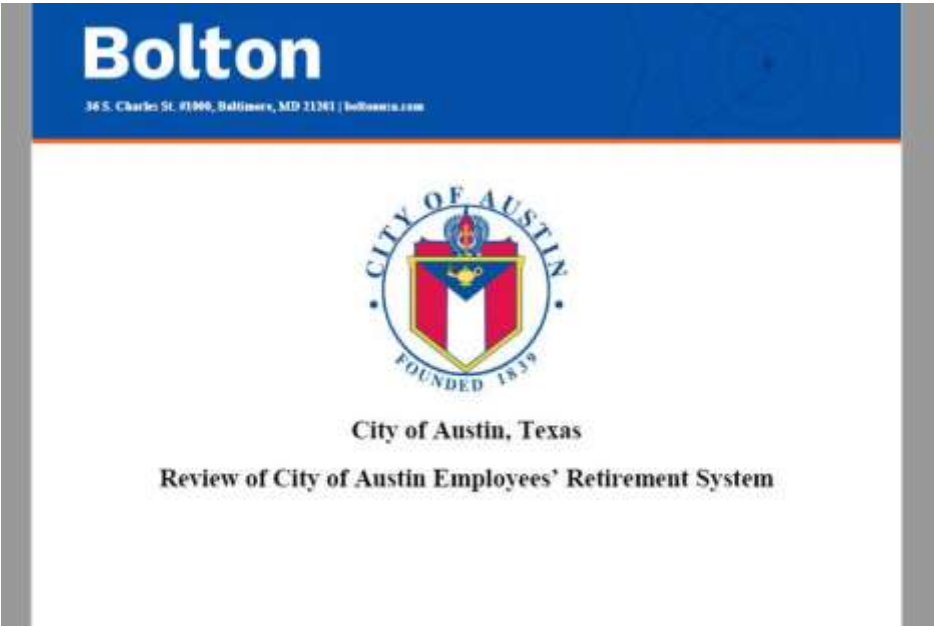 Bolton
36 S. Charles St. #1000, Baltimore, MD 21201 | boltonusa.com
CITY OF AUSTIN
FOUNDED 1839
City of Austin, Texas
Review of City of Austin Employees' Retirement System